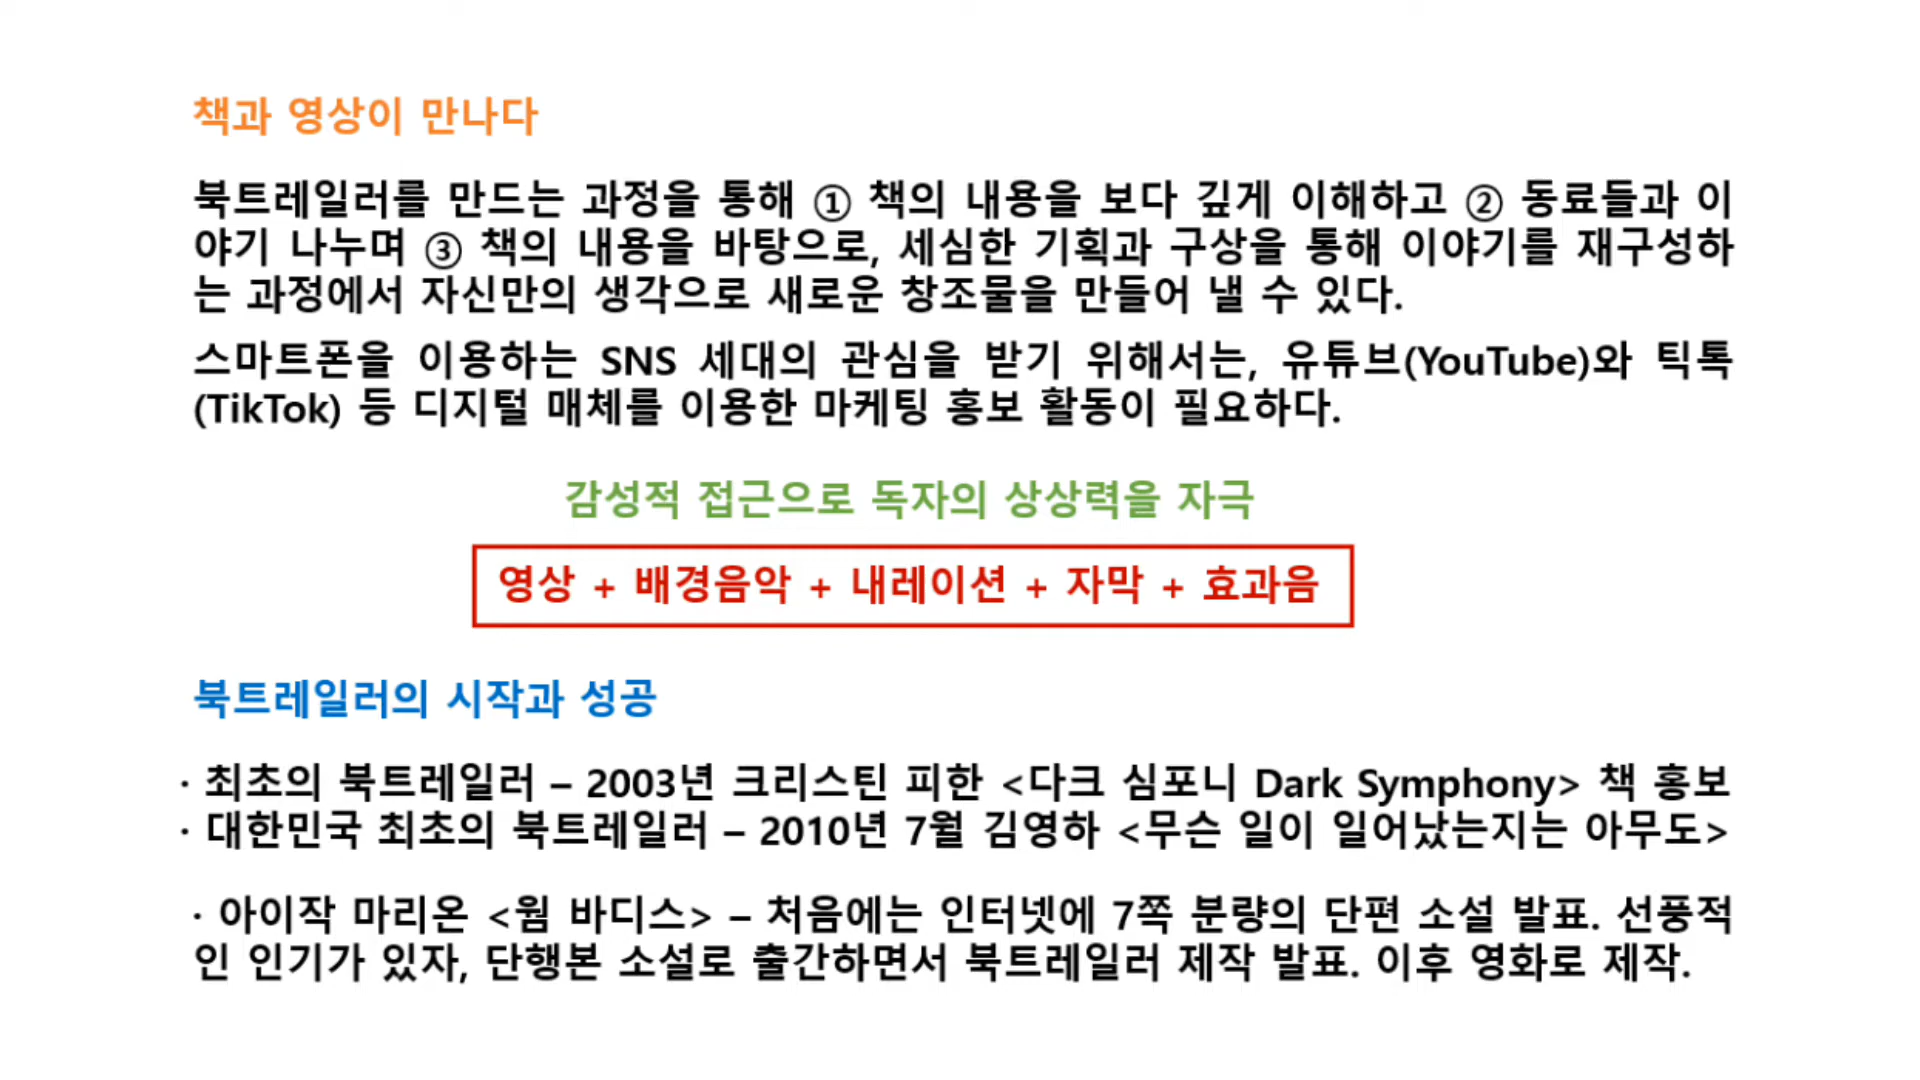 책과 영상이 만나다
북트레일러를 만드는 과정을 통해 ① 책의 내용을 보다 깊게 이해하고 ② 동료들과 이
야기 나누며 ③ 책의 내용을 바탕으로, 세심한 기획과 구상을 통해 이야기를 재구성하
는 과정에서 자신만의 생각으로 새로운 창조물을 만들어 낼 수 있다.
스마트폰을 이용하는 SNS 세대의 관심을 받기 위해서는, 유튜브(YouTube)와 틱톡
(TikTok) 등 디지털 매체를 이용한 마케팅 홍보 활동이 필요하다.
감성적 접근으로 독자의 상상력을 자극
영상 + 배경음악 + 내레이션 + 자막 + 효과음
북트레일러의 시작과 성공
· 최초의 북트레일러 – 2003년 크리스틴 피한 <다크 심포니 Dark Symphony> 책 홍보
· 대한민국 최초의 북트레일러 – 2010년 7월 김영하 <무슨 일이 일어났는지는 아무도>
· 아이작 마리온 <웜 바디스> – 처음에는 인터넷에 7쪽 분량의 단편 소설 발표. 선풍적
인 인기가 있자, 단행본 소설로 출간하면서 북트레일러 제작 발표. 이후 영화로 제작.